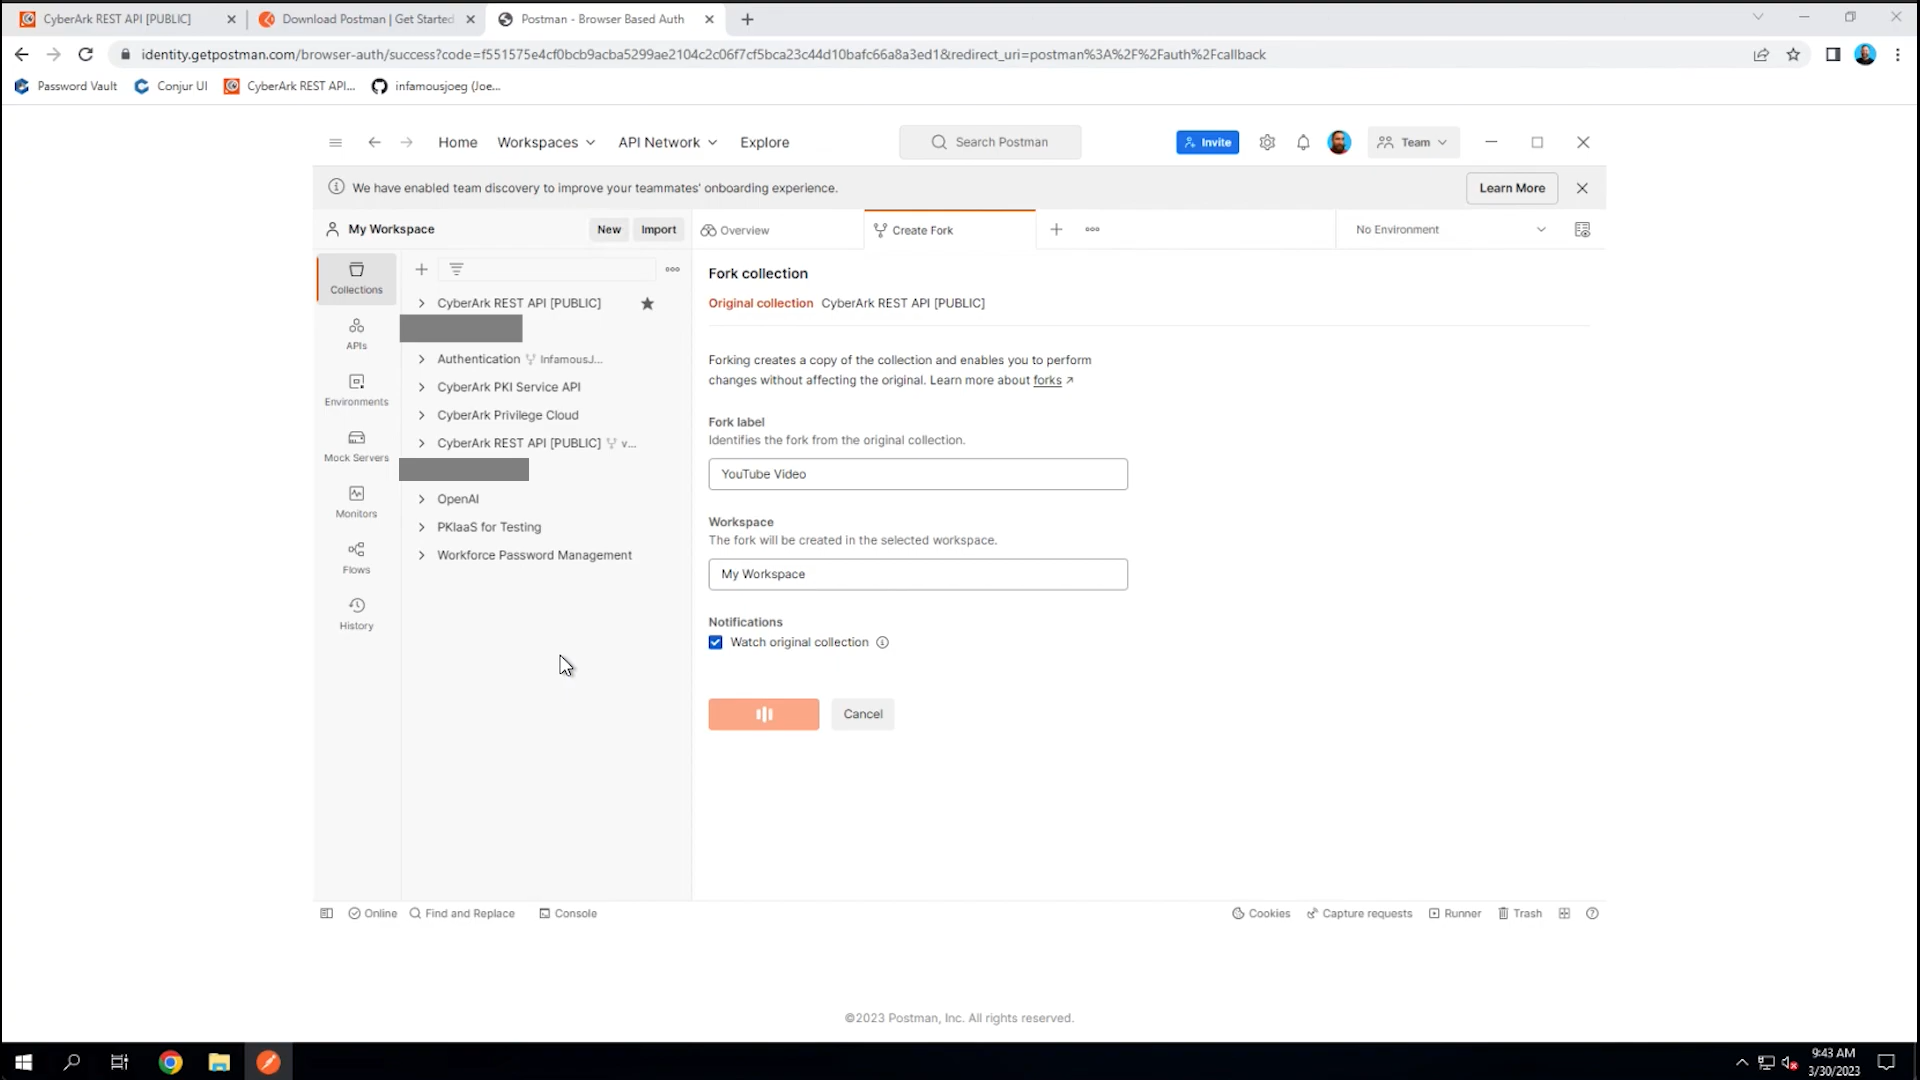 CyberArk REST API [PUBLIC]
Download Postman | Get Started
Postman - Browser Based Auth
identity.getpostman.com/browser-auth/success?code=f551575e4cf0bcb9acba5299ae2104c2c06f7cf5bca23c44d10bafc66a8a3ed1&redirect_uri=postman%3A%2F%2Fauth%2Fcallback
Password Vault
Conjur UI
CyberArk REST API...
infamousjoeg (Joe...
Home
Workspaces
API Network
Explore
Search Postman
Invite
Team
We have enabled team discovery to improve your teammates' onboarding experience.
Learn More
My Workspace
New
Import
Overview
Create Fork
No Environment
Collections
APIs
Environments
Mock Servers
Monitors
Flows
History
CyberArk REST API [PUBLIC]
Authentication InfamousJ...
CyberArk PKI Service API
CyberArk Privilege Cloud
CyberArk REST API [PUBLIC] v...
OpenAI
PKIaaS for Testing
Workforce Password Management
Fork collection
Original collection CyberArk REST API [PUBLIC]
Forking creates a copy of the collection and enables you to perform
changes without affecting the original. Learn more about forks ↗
Fork label
Identifies the fork from the original collection.
YouTube Video
Workspace
The fork will be created in the selected workspace.
My Workspace
Notifications
Watch original collection
Cancel
Online
Find and Replace
Console
Cookies
Capture requests
Runner
Trash
©2023 Postman, Inc. All rights reserved.
9:43 AM
3/30/2023